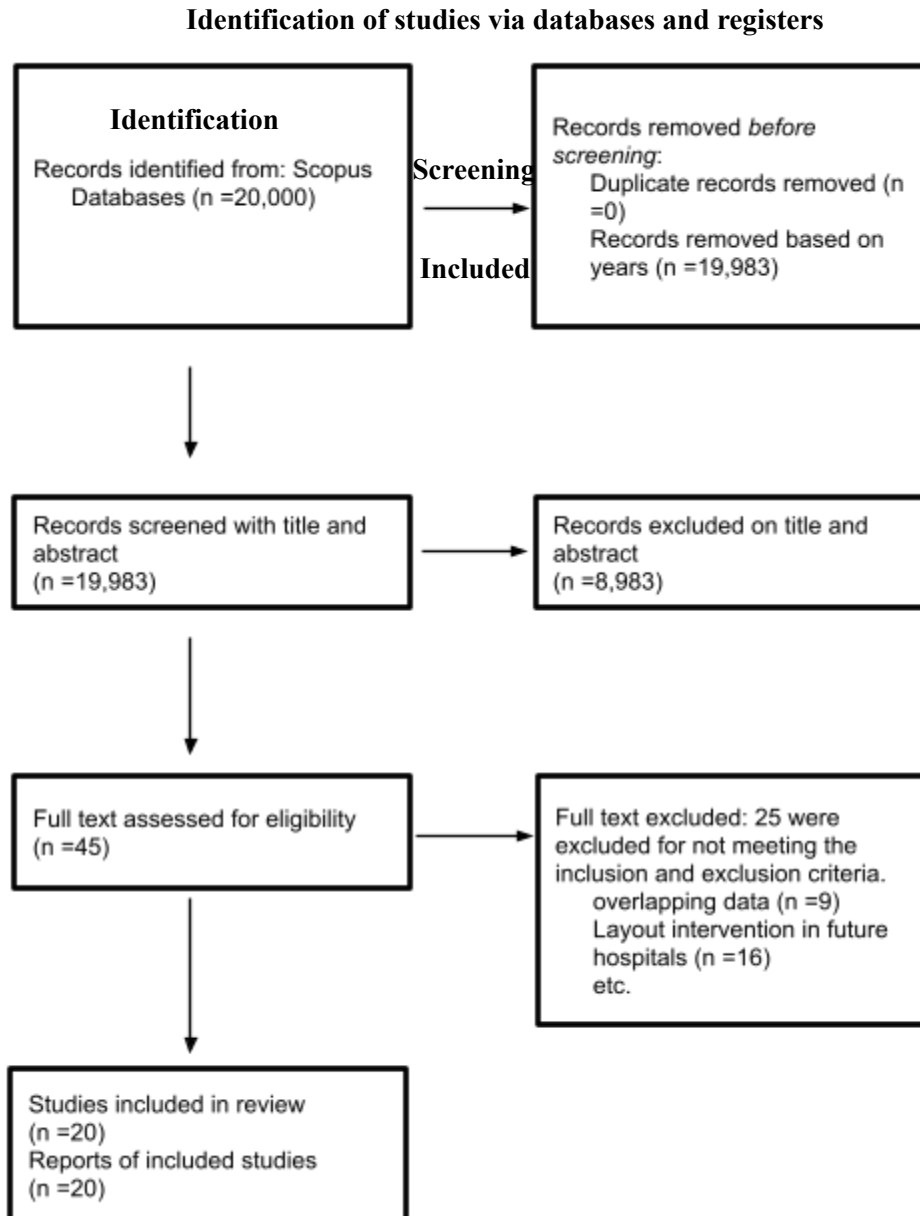 Identification of studies via databases and registers
Identification
Records identified from: Scopus
Databases (n =20,000)
Screening
Included
Records removed before
screening:
Duplicate records removed (n
=0)
Records removed based on
years (n =19,983)
Records screened with title and
abstract
(n =19,983)
Records excluded on title and
abstract
(n =8,983)
Full text assessed for eligibility
(n =45)
Full text excluded: 25 were
excluded for not meeting the
inclusion and exclusion criteria.
overlapping data (n =9)
Layout intervention in future
hospitals (n =16)
etc.
Studies included in review
(n =20)
Reports of included studies
(n =20)